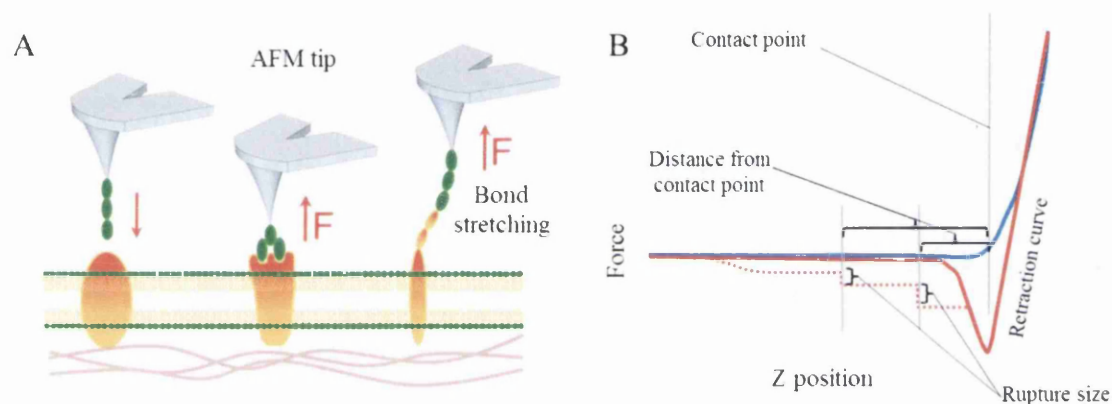 A
AFM tip
F
F
Bond
stretching
B
Contact point
Distance from
contact point
Force
Retraction curve
Z position
Rupture size